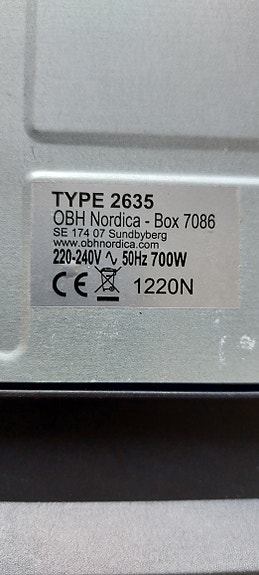 TYPE 2635
OBH Nordica - Box 7086
SE 174 07 Sundbyberg
www.obhnordica.com
220-240V ∿ 50Hz 700W
CE 1220N